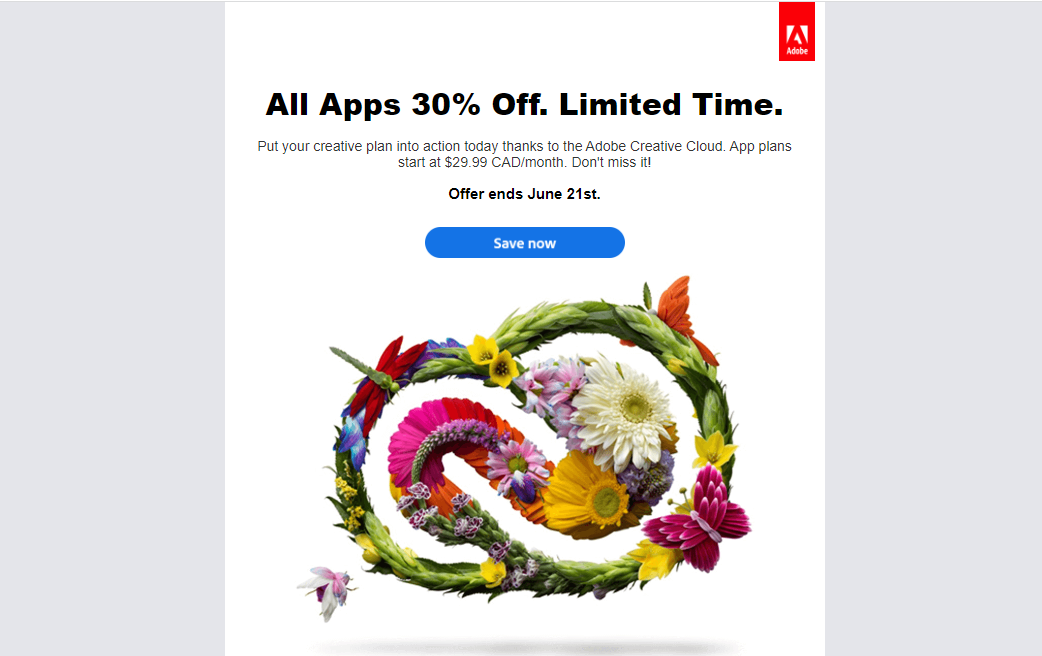 Adobe
All Apps 30% Off. Limited Time.
Put your creative plan into action today thanks to the Adobe Creative Cloud. App plans
start at $29.99 CAD/month. Don't miss it!
Offer ends June 21st.
Save now